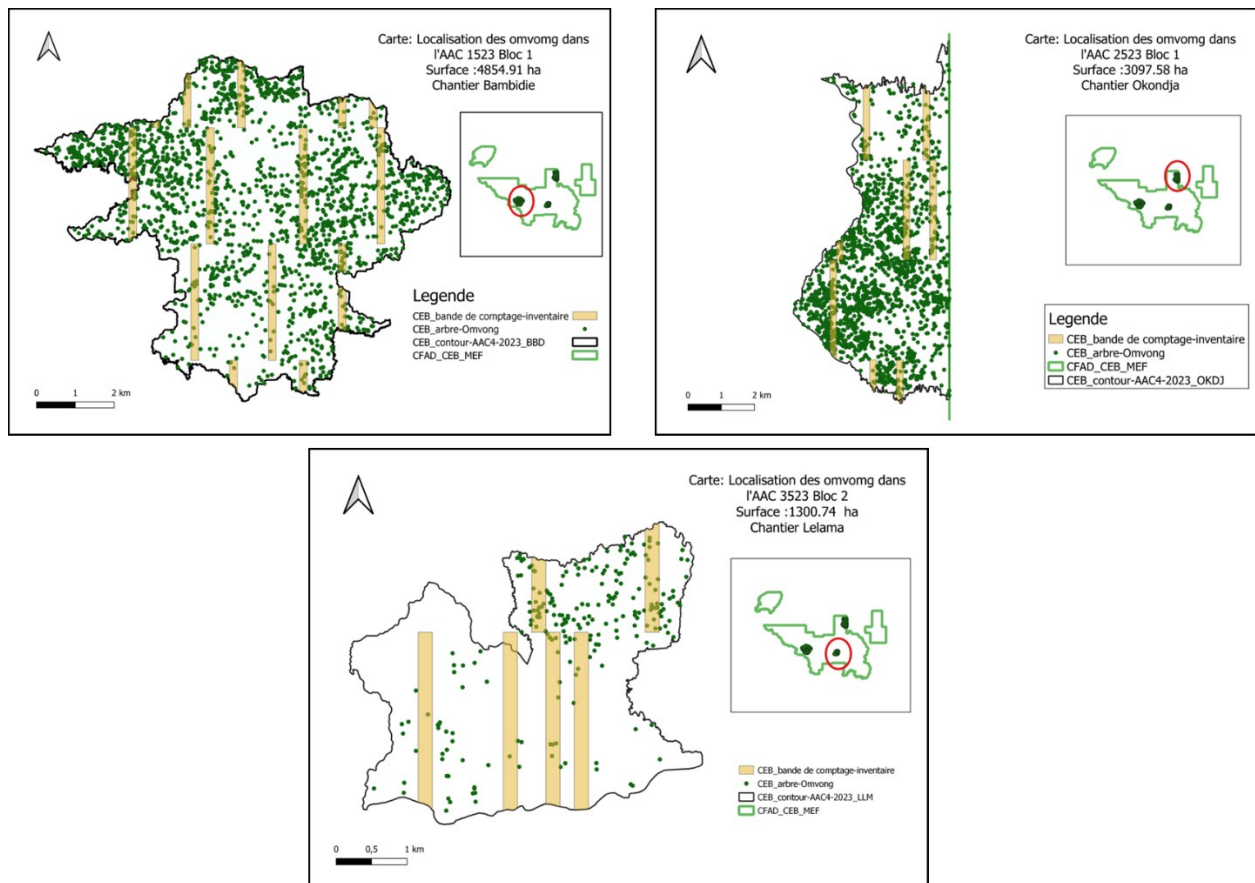 Carte: Localisation des omvomg dans
l'AAC 1523 Bloc 1
Surface :4854.91 ha
Chantier Bambidie
Legende
CEB_bande de comptage-inventaire
CEB_arbre-Omvong
CEB_contour-AAC4-2023_BBD
CFAD_CEB_MEF
0 1 2 km
Carte: Localisation des omvomg dans
l'AAC 2523 Bloc 1
Surface :3097.58 ha
Chantier Okondja
Legende
CEB_bande de comptage-inventaire
CEB_arbre-Omvong
CFAD_CEB_MEF
CEB_contour-AAC4-2023_OKDJ
0 1 2 km
Carte: Localisation des omvomg dans
l'AAC 3523 Bloc 2
Surface :1300.74 ha
Chantier Lelama
CEB_bande de comptage-inventaire
CEB_arbre-Omvong
CEB_contour-AAC4-2023_LLM
CFAD_CEB_MEF
0 0,5 1 km